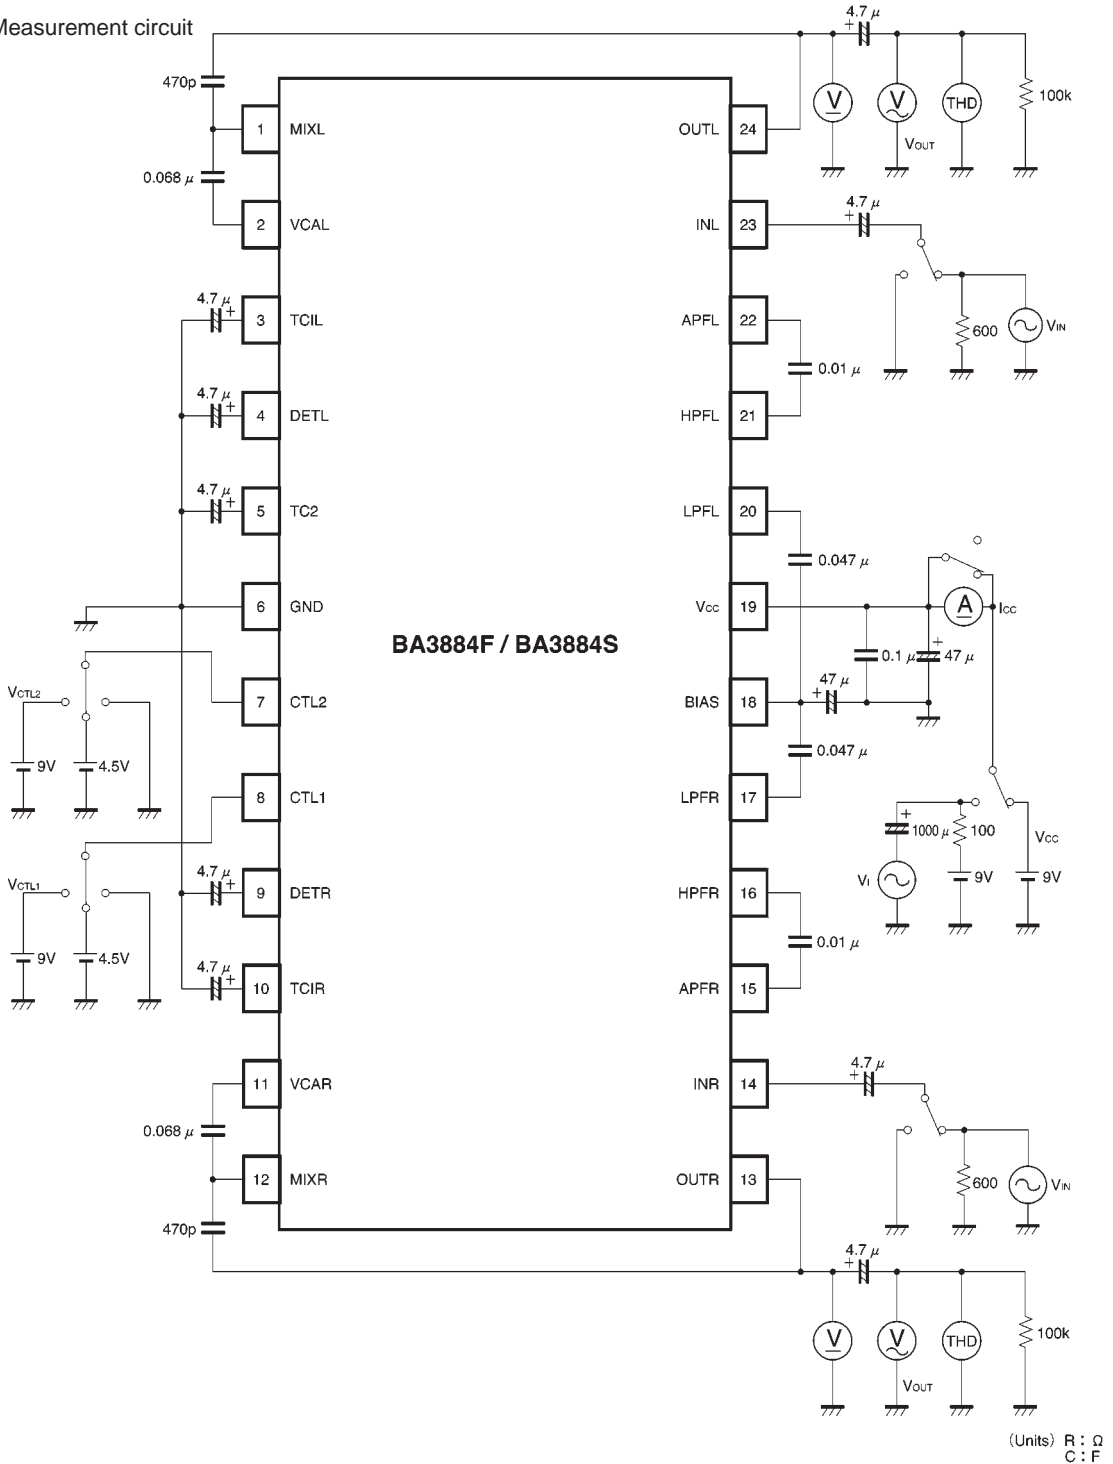 Measurement circuit
4.7 μ
+
470p
1 MIXL
OUTL 24
V
V
THD
100k
VOUT
0.068 μ
2 VCAL
INL 23
4.7 μ
+
4.7 μ
+
3 TCIL
APFL 22
600
VIN
0.01 μ
4.7 μ
+
4 DETL
HPFL 21
4.7 μ
+
5 TC2
LPFL 20
0.047 μ
6 GND
Vcc 19
A
Icc
BA3884F / BA3884S
0.1 μ
+
47 μ
47 μ
+
VCTL2
7 CTL2
BIAS 18
0.047 μ
9V
4.5V
8 CTL1
LPFR 17
+
1000 μ
100
Vcc
VCTL1
4.7 μ
+
9 DETR
HPFR 16
VI
9V
9V
0.01 μ
9V
4.5V
4.7 μ
+
10 TCIR
APFR 15
11 VCAR
INR 14
4.7 μ
+
0.068 μ
12 MIXR
OUTR 13
600
VIN
470p
4.7 μ
+
V
V
THD
100k
VOUT
(Units) R : Ω
C : F